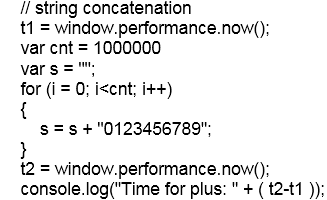 // string concatenation
t1 = window.performance.now();
var cnt = 1000000
var s = "";
for (i = 0; i<cnt; i++)
{
s = s + "0123456789";
}
t2 = window.performance.now();
console.log("Time for plus: " + ( t2-t1 ));